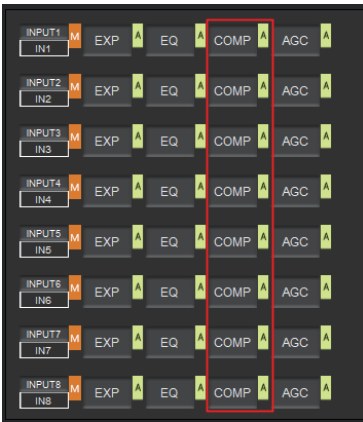 INPUT1 M EXP A EQ A COMP A AGC A
IN1
INPUT2 M EXP A EQ A COMP A AGC A
IN2
INPUT3 M EXP A EQ A COMP A AGC A
IN3
INPUT4 M EXP A EQ A COMP A AGC A
IN4
INPUT5 M EXP A EQ A COMP A AGC A
IN5
INPUT6 M EXP A EQ A COMP A AGC A
IN6
INPUT7 M EXP A EQ A COMP A AGC A
IN7
INPUT8 M EXP A EQ A COMP A AGC A
IN8